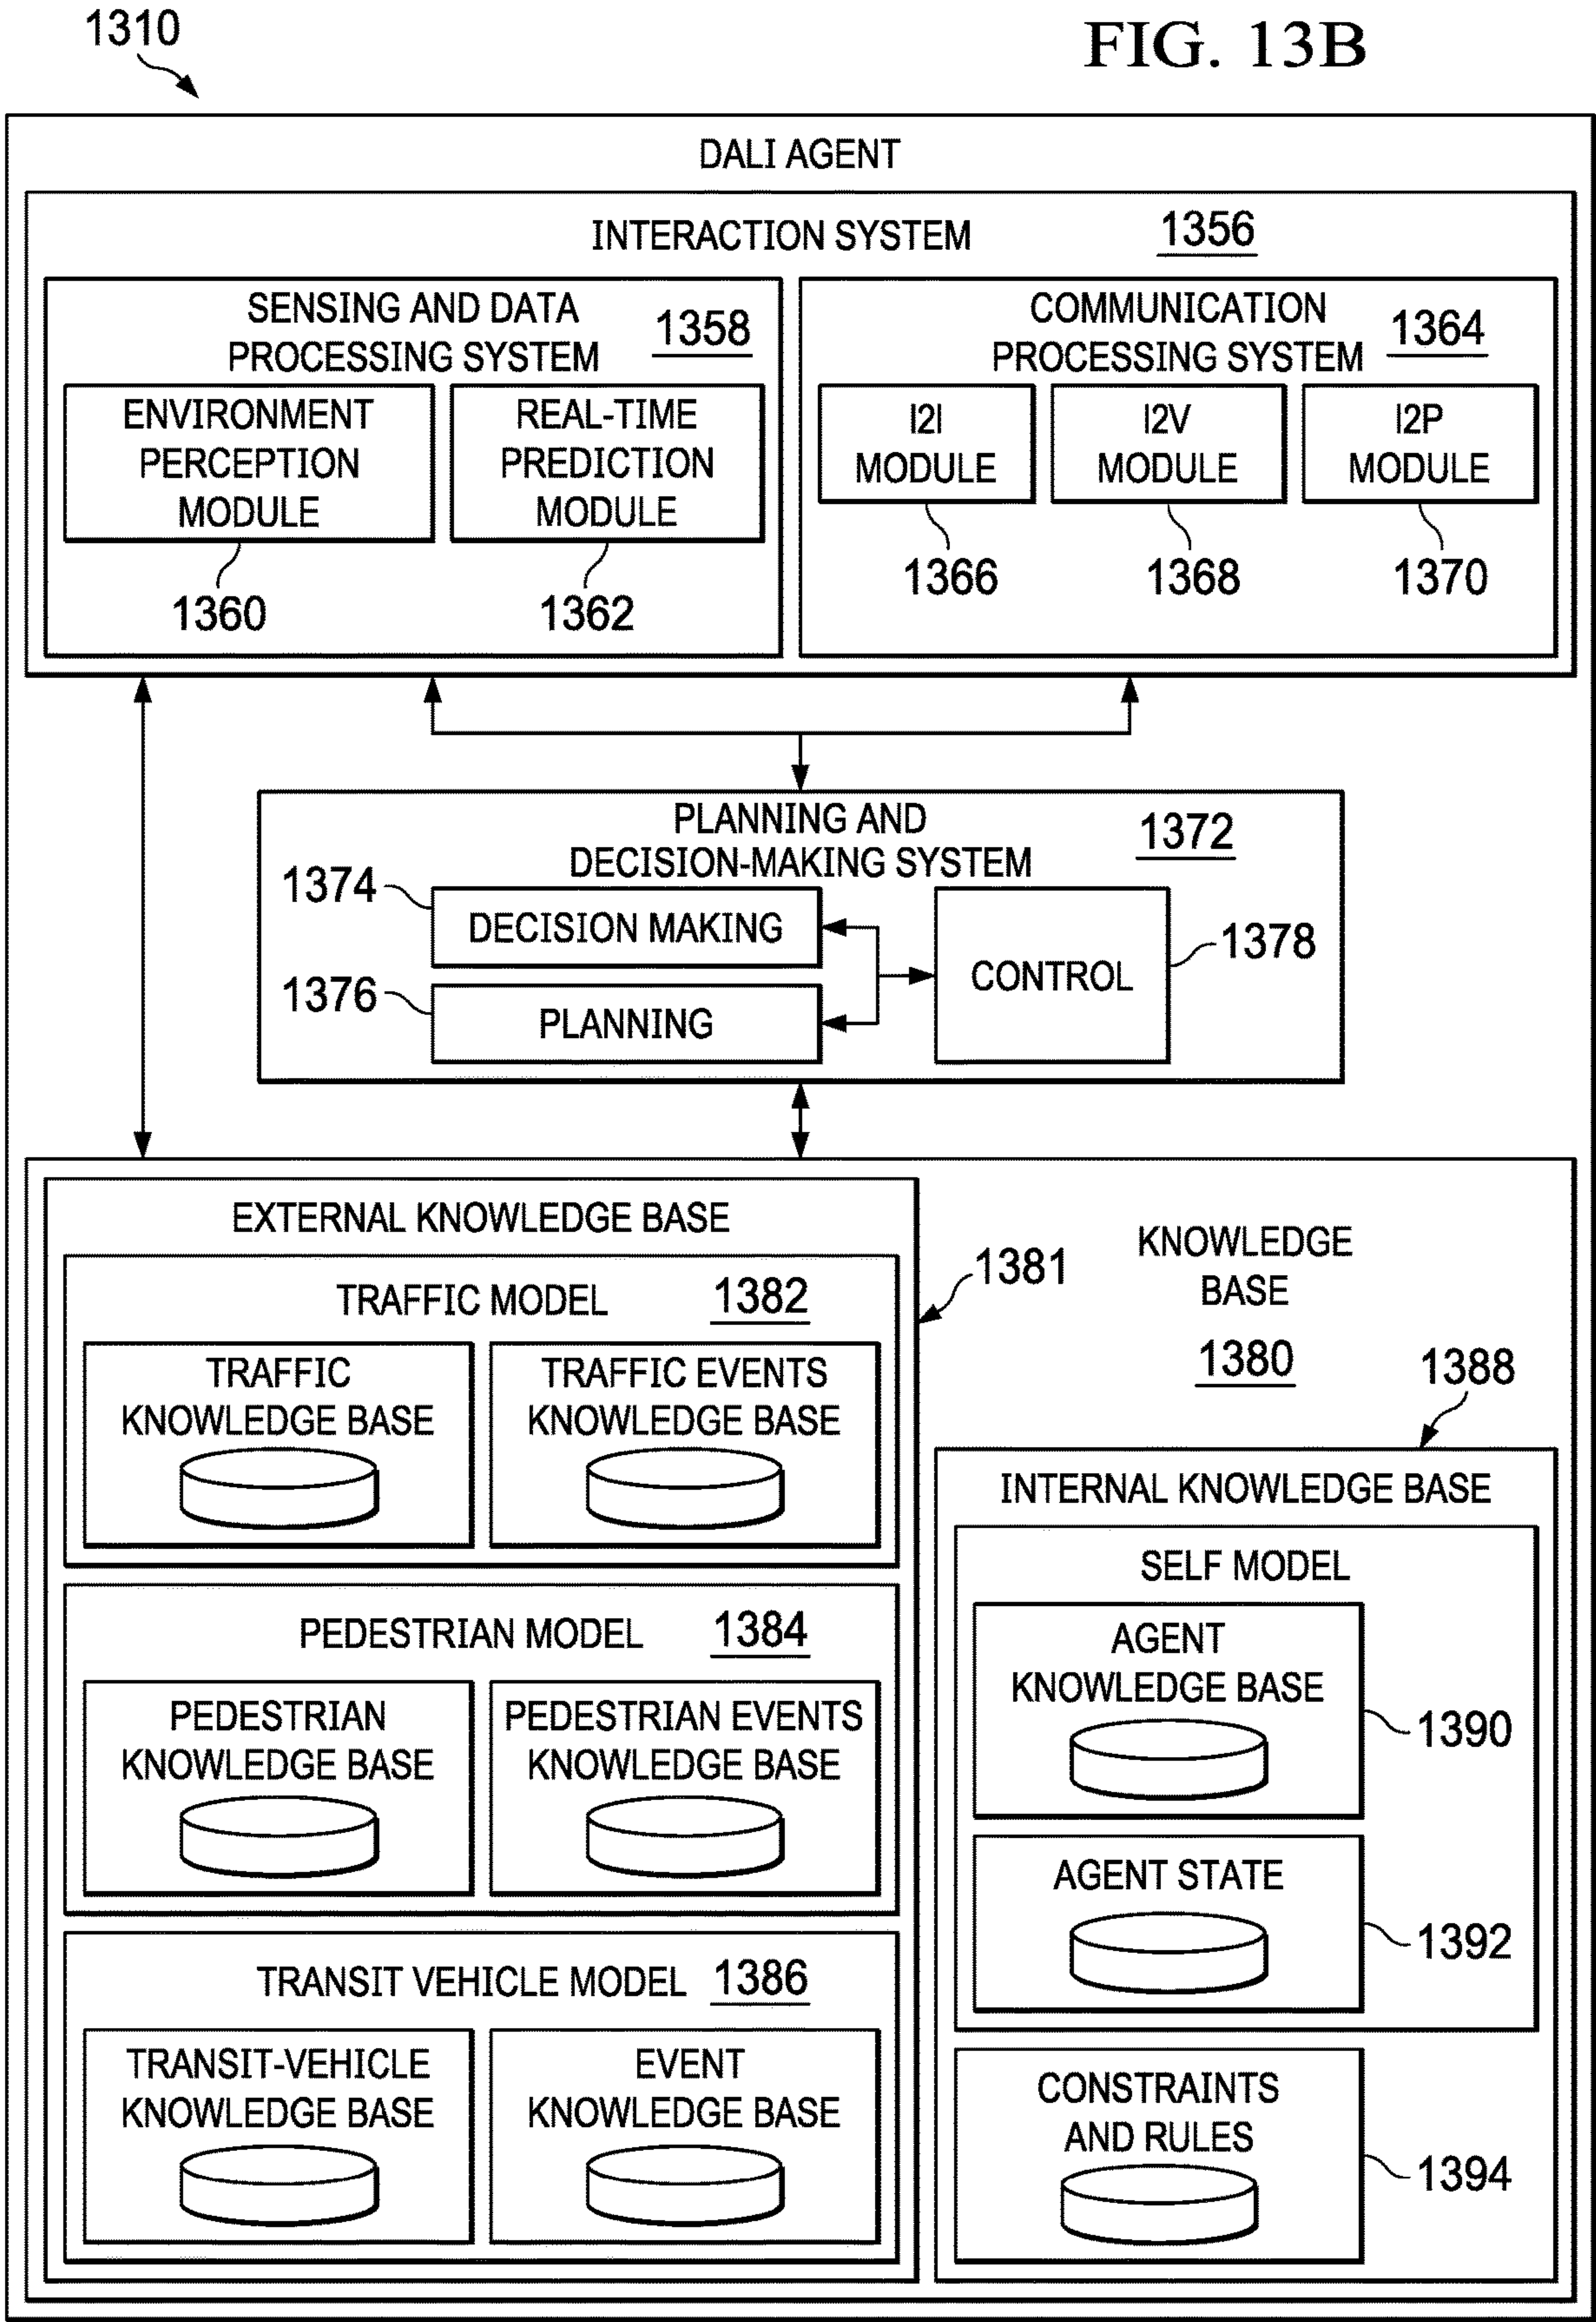 1310
FIG. 13B
DALI AGENT
INTERACTION SYSTEM 1356
SENSING AND DATA
PROCESSING SYSTEM
1358
ENVIRONMENT
PERCEPTION
MODULE
REAL-TIME
PREDICTION
MODULE
1360
1362
COMMUNICATION
PROCESSING SYSTEM
1364
I2I
MODULE
I2V
MODULE
I2P
MODULE
1366
1368
1370
PLANNING AND
DECISION-MAKING SYSTEM
1372
1374
DECISION MAKING
1376
PLANNING
CONTROL
1378
EXTERNAL KNOWLEDGE BASE
1381
TRAFFIC MODEL 1382
TRAFFIC
KNOWLEDGE BASE
TRAFFIC EVENTS
KNOWLEDGE BASE
PEDESTRIAN MODEL 1384
PEDESTRIAN
KNOWLEDGE BASE
PEDESTRIAN EVENTS
KNOWLEDGE BASE
TRANSIT VEHICLE MODEL 1386
TRANSIT-VEHICLE
KNOWLEDGE BASE
EVENT
KNOWLEDGE BASE
KNOWLEDGE
BASE
1380
1388
INTERNAL KNOWLEDGE BASE
SELF MODEL
AGENT
KNOWLEDGE BASE
1390
AGENT STATE
1392
CONSTRAINTS
AND RULES
1394